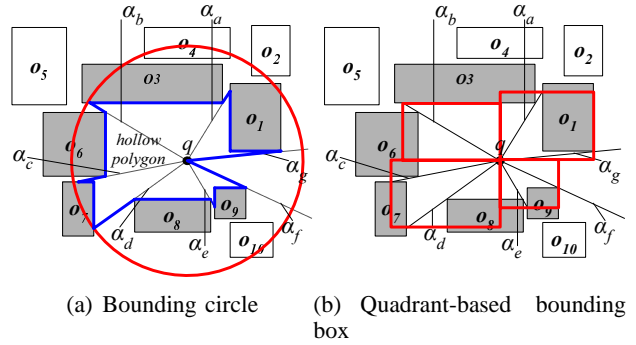 α_b α_a
o_4 o_2
o_5 o_3
o_1
o_6 hollow polygon q
α_c α_g
o_7 o_9
α_d o_8 α_e α_f
o_10
α_b α_a
o_4 o_2
o_5 o_3
o_1
o_6 q
α_c α_g
o_7 o_9
α_d o_8 α_e α_f
o_10
(a) Bounding circle
(b) Quadrant-based bounding
box